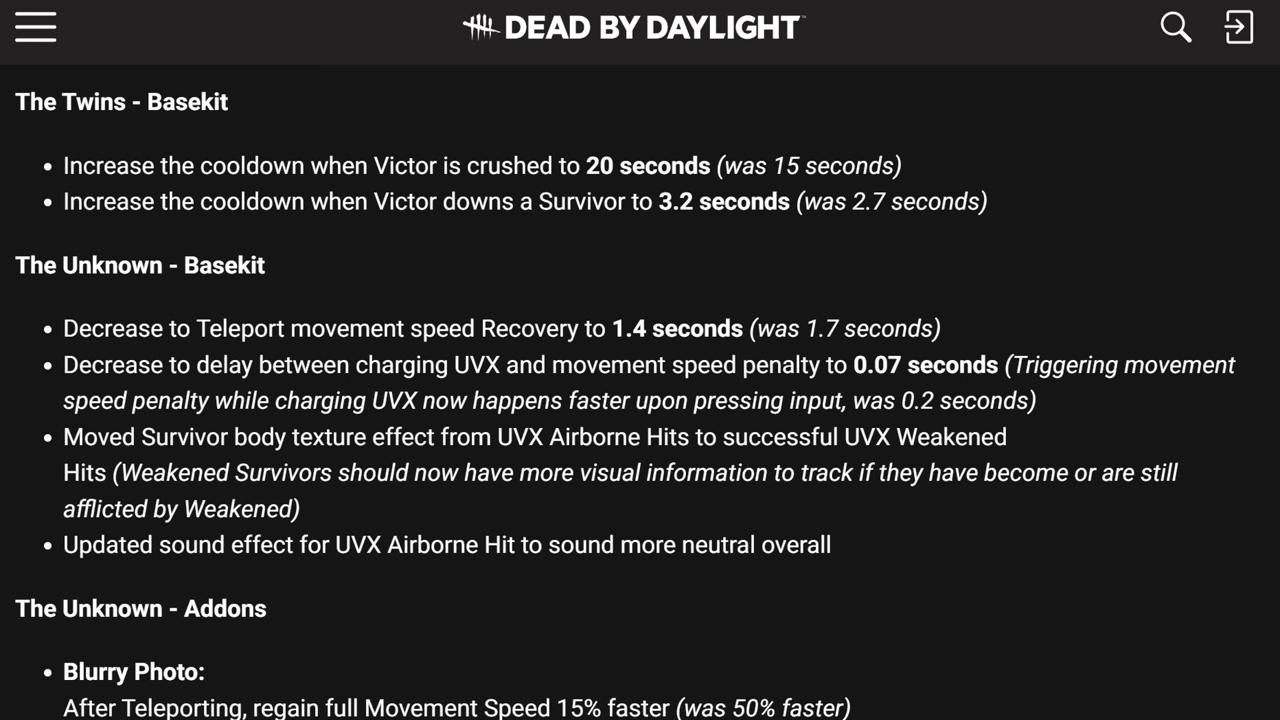 DEAD BY DAYLIGHT™
The Twins - Basekit
• Increase the cooldown when Victor is crushed to 20 seconds (was 15 seconds)
• Increase the cooldown when Victor downs a Survivor to 3.2 seconds (was 2.7 seconds)
The Unknown - Basekit
• Decrease to Teleport movement speed Recovery to 1.4 seconds (was 1.7 seconds)
• Decrease to delay between charging UVX and movement speed penalty to 0.07 seconds (Triggering movement
speed penalty while charging UVX now happens faster upon pressing input, was 0.2 seconds)
• Moved Survivor body texture effect from UVX Airborne Hits to successful UVX Weakened
Hits (Weakened Survivors should now have more visual information to track if they have become or are still
afflicted by Weakened)
• Updated sound effect for UVX Airborne Hit to sound more neutral overall
The Unknown - Addons
• Blurry Photo:
After Teleporting, regain full Movement Speed 15% faster (was 50% faster)